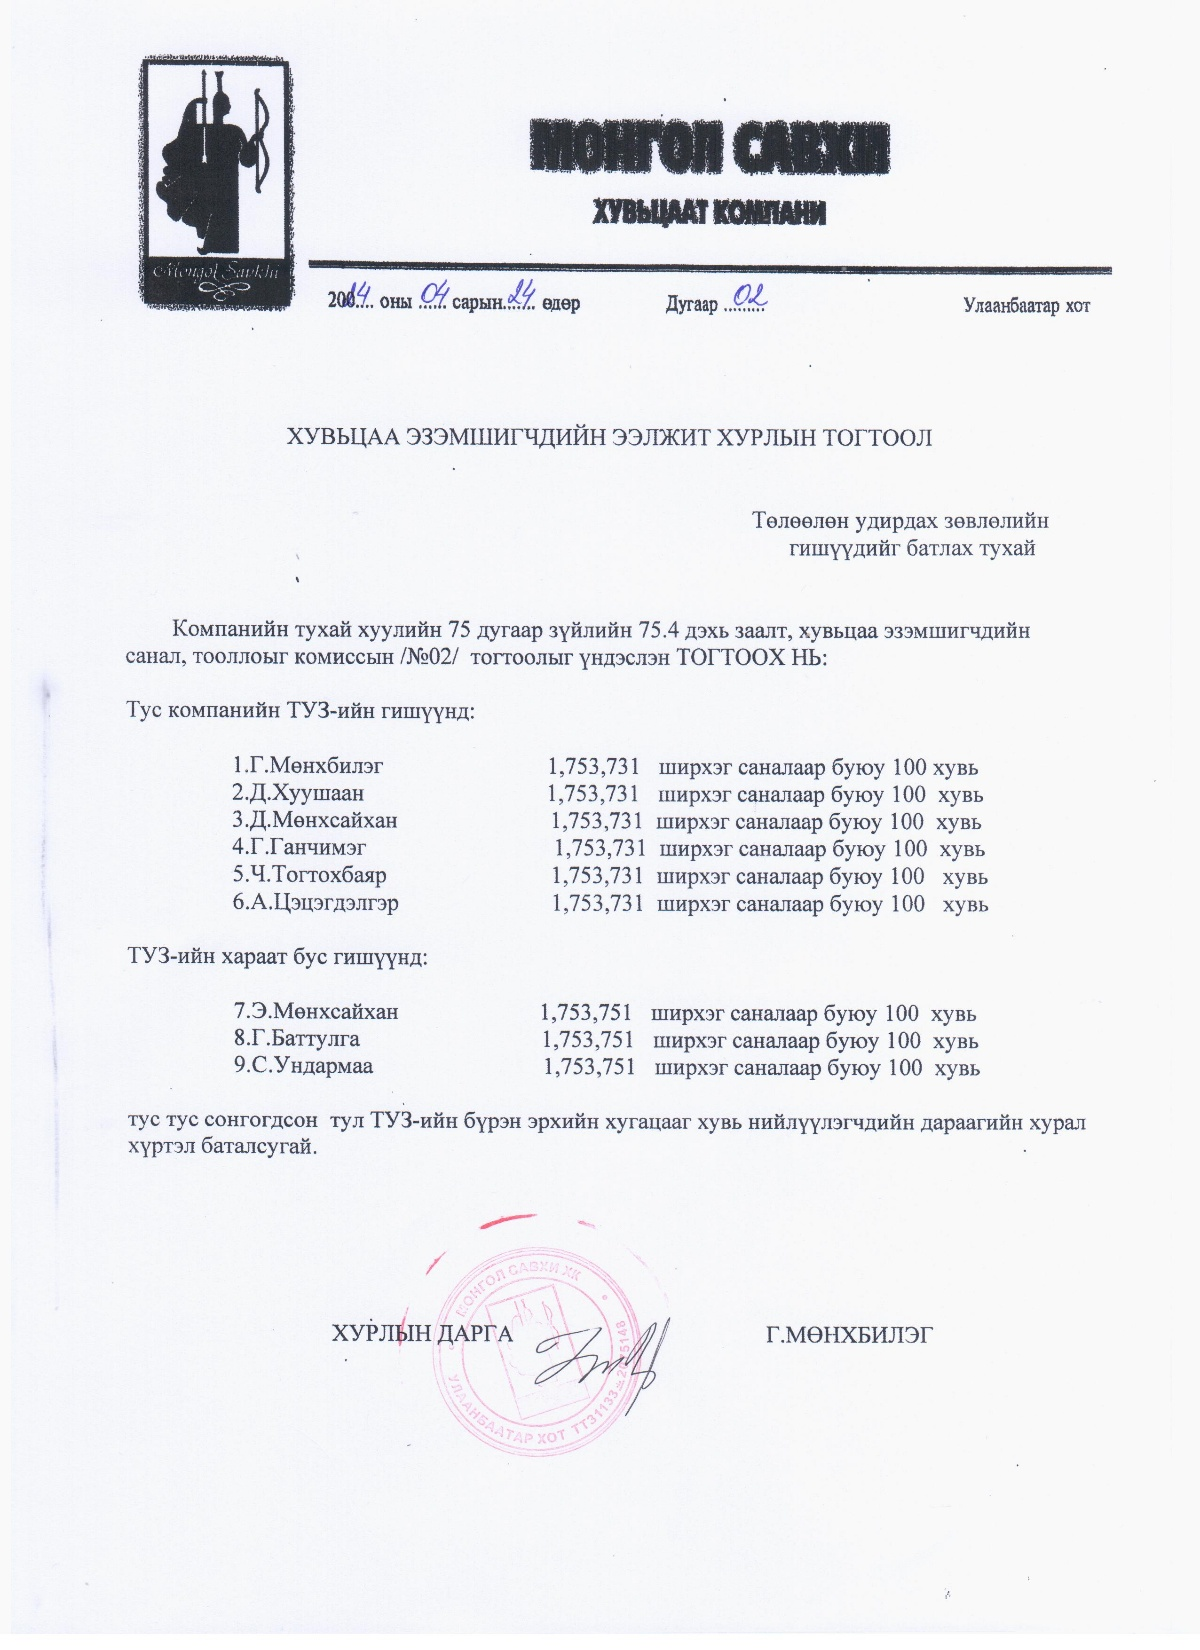 МОНГОЛ САВХИ
ХУВЬЦААТ КОМПАНИ
Mongol Savkhi
2014 оны 04 сарын 24 өдөр Дугаар 02 Улаанбаатар хот
ХУВЬЦАА ЭЗЭМШИГЧДИЙН ЭЭЛЖИТ ХУРЛЫН ТОГТООЛ
Төлөөлөн удирдах зөвлөлийн
гишүүдийг батлах тухай
Компанийн тухай хуулийн 75 дугаар зүйлийн 75.4 дэхь заалт, хувьцаа эзэмшигчдийн
санал, тооллоыг комиссын /№02/ тогтоолыг үндэслэн ТОГТООХ НЬ:
Тус компанийн ТУЗ-ийн гишүүнд:
1.Г.Мөнхбилэг 1,753,731 ширхэг саналаар буюу 100 хувь
2.Д.Хуушаан 1,753,731 ширхэг саналаар буюу 100 хувь
3.Д.Мөнхсайхан 1,753,731 ширхэг саналаар буюу 100 хувь
4.Г.Ганчимэг 1,753,731 ширхэг саналаар буюу 100 хувь
5.Ч.Тогтохбаяр 1,753,731 ширхэг саналаар буюу 100 хувь
6.А.Цэцэгдэлгэр 1,753,731 ширхэг саналаар буюу 100 хувь
ТУЗ-ийн хараат бус гишүүнд:
7.Э.Мөнхсайхан 1,753,751 ширхэг саналаар буюу 100 хувь
8.Г.Баттулга 1,753,751 ширхэг саналаар буюу 100 хувь
9.С.Ундармаа 1,753,751 ширхэг саналаар буюу 100 хувь
тус тус сонгогдсон тул ТУЗ-ийн бүрэн эрхийн хугацааг хувь нийлүүлэгчдийн дараагийн хурал
хүртэл баталсугай.
МОНГОЛ САВХИ ХК
ХУРЛЫН ДАРГА Г.МӨНХБИЛЭГ
УЛААНБААТАР ХОТ ТТЗ1133